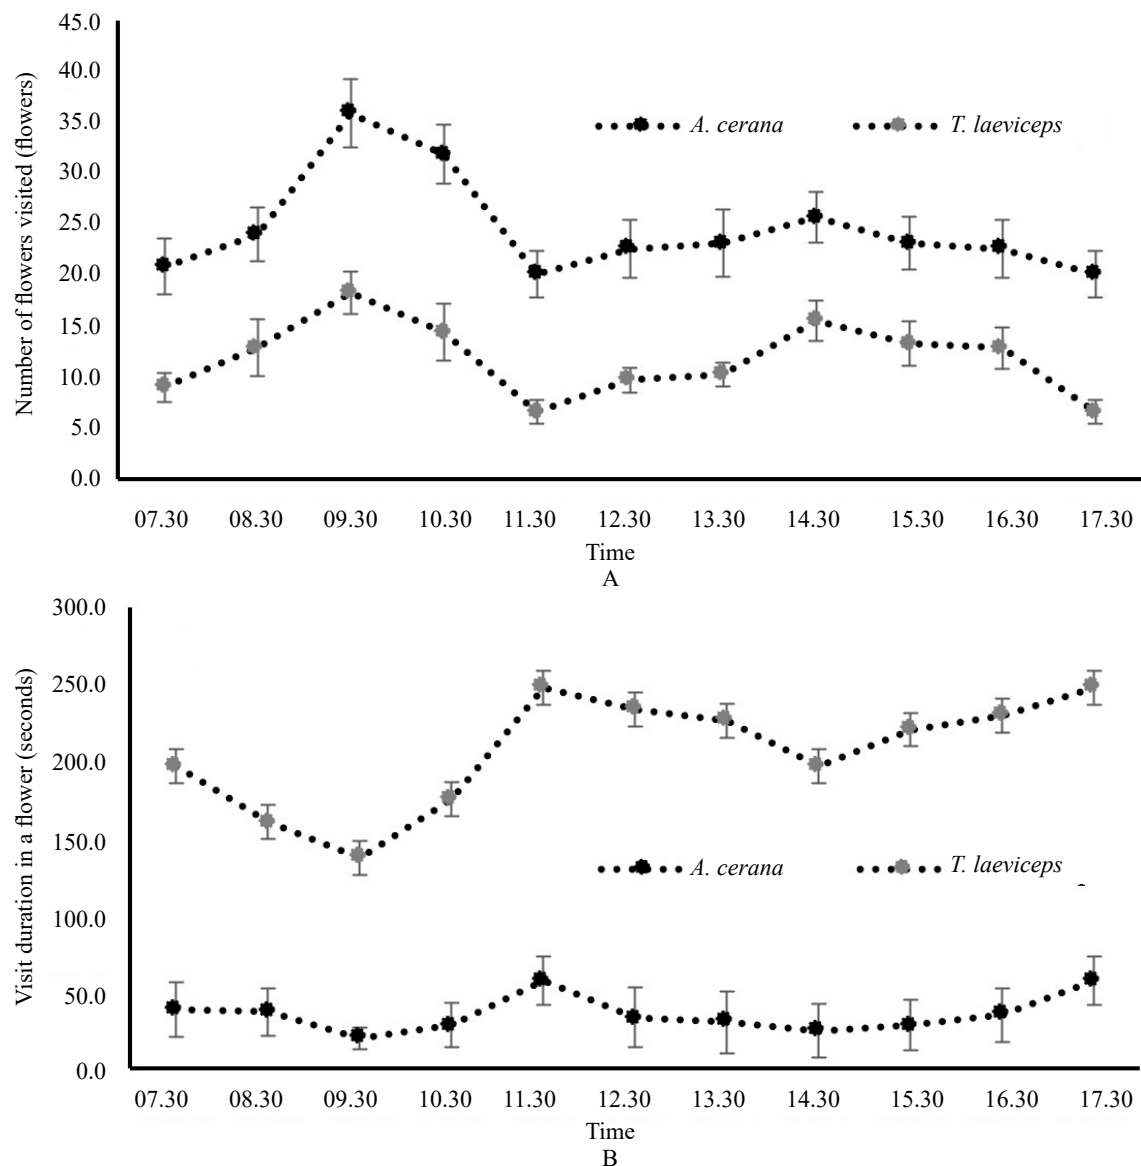 45.0
40.0
35.0
30.0
25.0
20.0
15.0
10.0
5.0
0.0
Number of flowers visited (flowers)
A. cerana T. laeviceps
07.30 08.30 09.30 10.30 11.30 12.30 13.30 14.30 15.30 16.30 17.30
Time
A
300.0
250.0
200.0
150.0
100.0
50.0
0.0
Visit duration in a flower (seconds)
A. cerana T. laeviceps
07.30 08.30 09.30 10.30 11.30 12.30 13.30 14.30 15.30 16.30 17.30
Time
B